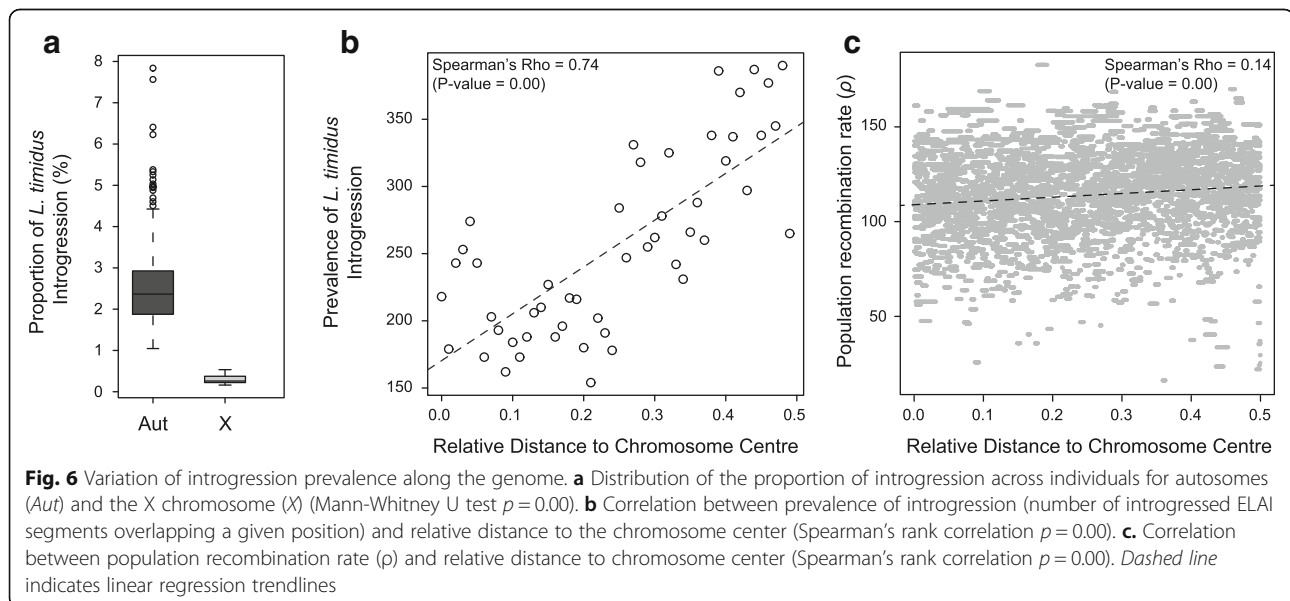 a
Proportion of L. timidus
Introgression (%)
8
7
6
5
4
3
2
1
0
Aut X
b
Spearman's Rho = 0.74
(P-value = 0.00)
Prevalence of L. timidus
Introgression
350
300
250
200
150
0.0 0.1 0.2 0.3 0.4 0.5
Relative Distance to Chromosome Centre
c
Spearman's Rho = 0.14
(P-value = 0.00)
Population recombination rate (ρ)
150
100
50
0.0 0.1 0.2 0.3 0.4 0.5
Relative Distance to Chromosome Centre
Fig. 6 Variation of introgression prevalence along the genome. a Distribution of the proportion of introgression across individuals for autosomes
(Aut) and the X chromosome (X) (Mann-Whitney U test p = 0.00). b Correlation between prevalence of introgression (number of introgressed ELAI
segments overlapping a given position) and relative distance to the chromosome center (Spearman's rank correlation p = 0.00). c. Correlation
between population recombination rate (ρ) and relative distance to chromosome center (Spearman's rank correlation p = 0.00). Dashed line
indicates linear regression trendlines